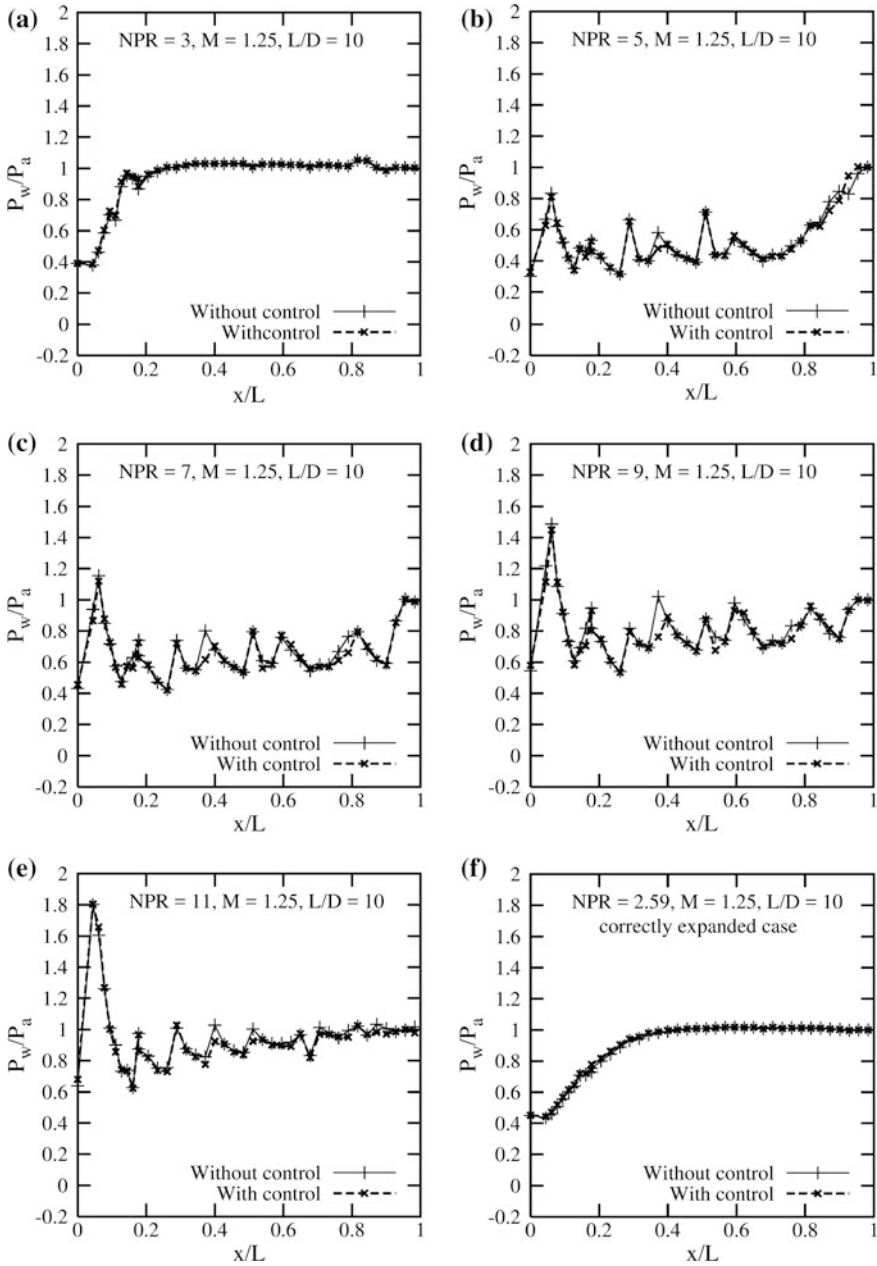 (a)
NPR = 3, M = 1.25, L/D = 10
2
1.8
1.6
1.4
1.2
1
0.8
0.6
0.4
0.2
0
-0.2
Pw/Pa
Without control
Withcontrol
0 0.2 0.4 0.6 0.8 1
x/L
(b)
NPR = 5, M = 1.25, L/D = 10
2
1.8
1.6
1.4
1.2
1
0.8
0.6
0.4
0.2
0
-0.2
Pw/Pa
Without control
With control
0 0.2 0.4 0.6 0.8 1
x/L
(c)
NPR = 7, M = 1.25, L/D = 10
2
1.8
1.6
1.4
1.2
1
0.8
0.6
0.4
0.2
0
-0.2
Pw/Pa
Without control
With control
0 0.2 0.4 0.6 0.8 1
x/L
(d)
NPR = 9, M = 1.25, L/D = 10
2
1.8
1.6
1.4
1.2
1
0.8
0.6
0.4
0.2
0
-0.2
Pw/Pa
Without control
With control
0 0.2 0.4 0.6 0.8 1
x/L
(e)
NPR = 11, M = 1.25, L/D = 10
2
1.8
1.6
1.4
1.2
1
0.8
0.6
0.4
0.2
0
-0.2
Pw/Pa
Without control
With control
0 0.2 0.4 0.6 0.8 1
x/L
(f)
NPR = 2.59, M = 1.25, L/D = 10
correctly expanded case
2
1.8
1.6
1.4
1.2
1
0.8
0.6
0.4
0.2
0
-0.2
Pw/Pa
Without control
With control
0 0.2 0.4 0.6 0.8 1
x/L